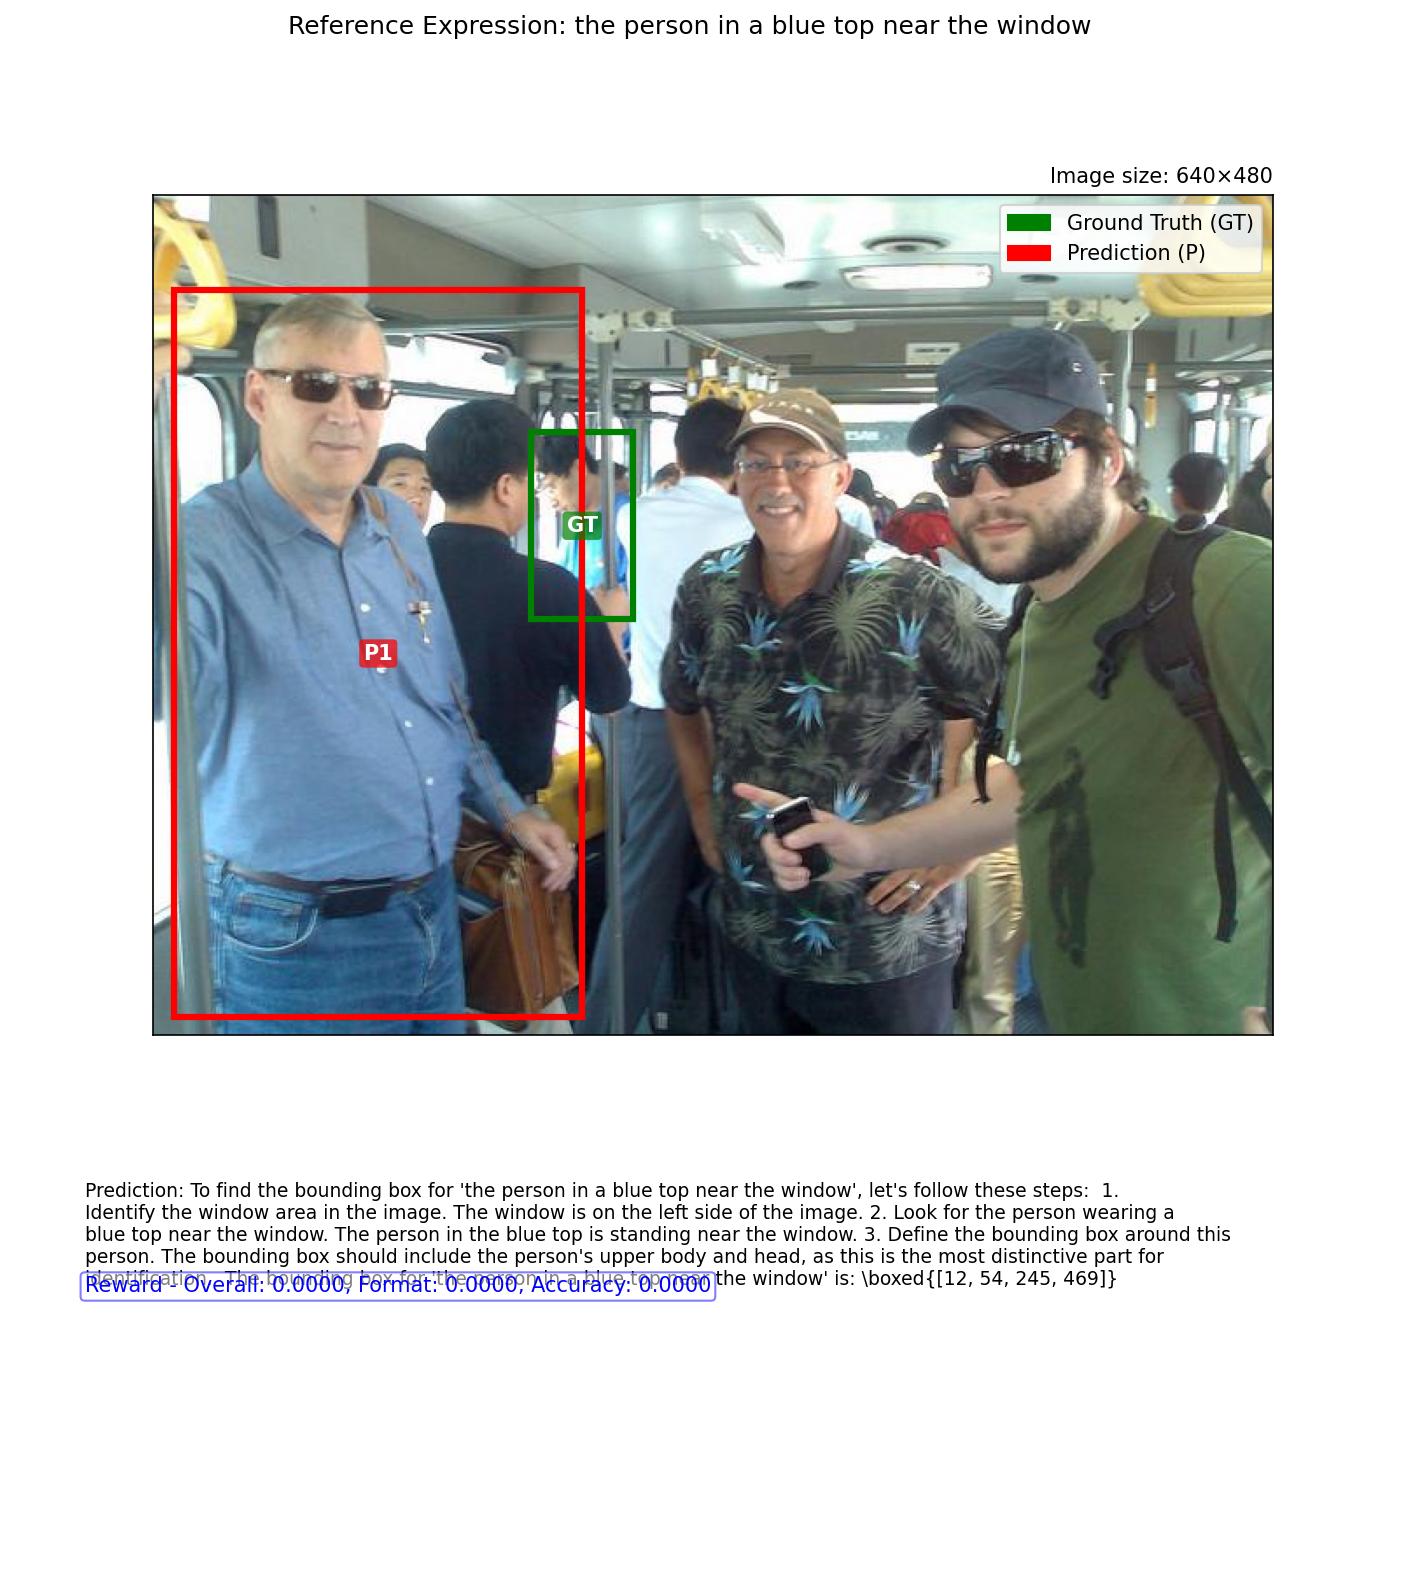 Reference Expression: the person in a blue top near the window
Image size: 640×480
Ground Truth (GT)
Prediction (P)
GT
P1
Prediction: To find the bounding box for 'the person in a blue top near the window', let's follow these steps:  1.
Identify the window area in the image. The window is on the left side of the image. 2. Look for the person wearing a
blue top near the window. The person in the blue top is standing near the window. 3. Define the bounding box around this
person. The bounding box should include the person's upper body and head, as this is the most distinctive part for
identification.  The bounding box for 'the person in a blue top near the window' is: \boxed{[12, 54, 245, 469]}
Reward - Overall: 0.0000, Format: 0.0000, Accuracy: 0.0000